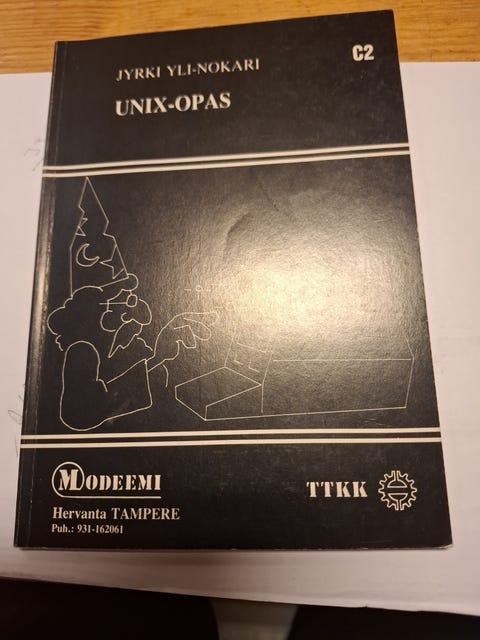 JYRKI YLI-NOKARI
C2
UNIX-OPAS
MODEEMI
TTKK
Hervanta TAMPERE
Puh.: 931-162061